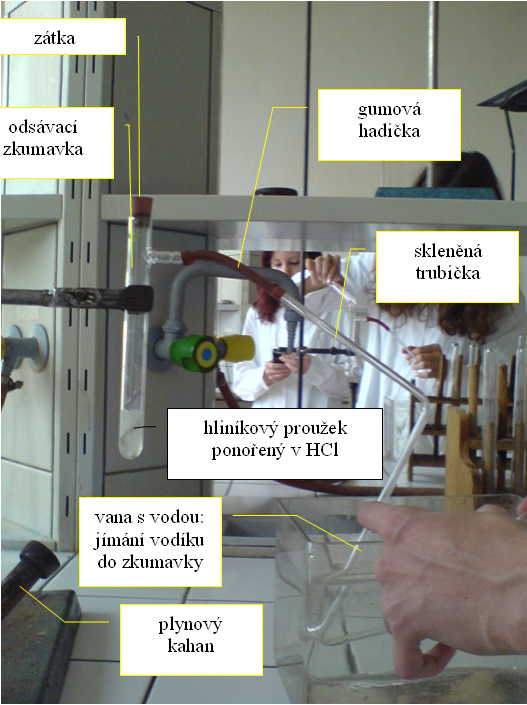 zátka
odsávací
zkumavka
gumová
hadička
skleněná
trubička
hliníkový proužek
ponořený v HCl
vana s vodou:
jímání vodíku
do zkumavky
plynový
kahan